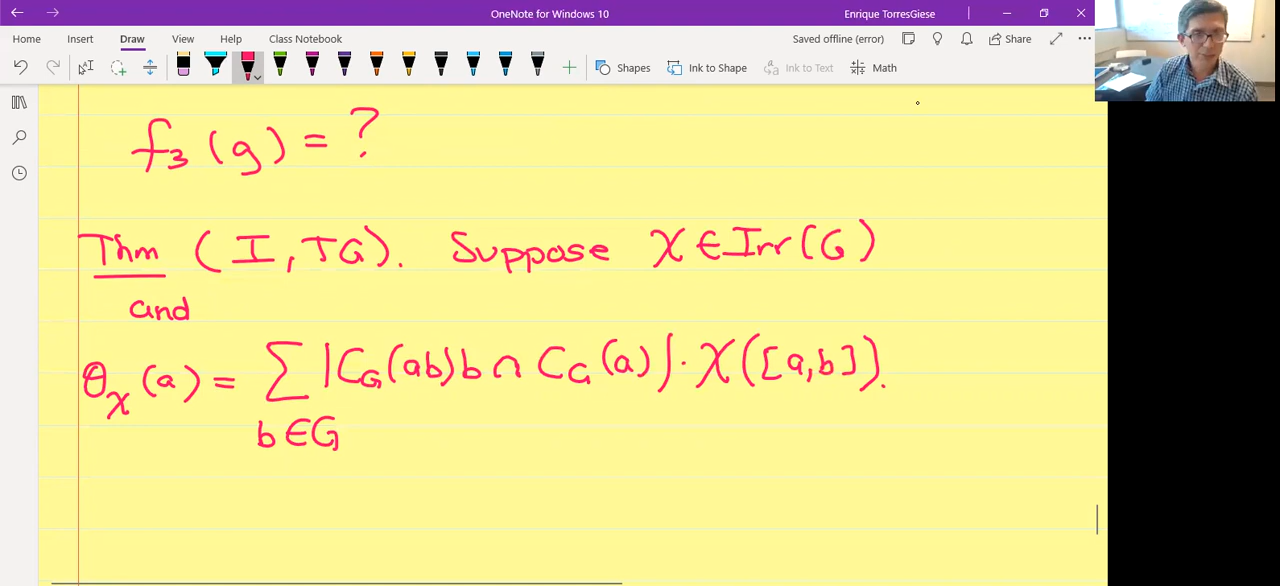 OneNote for Windows 10
Enrique TorresGiese
Home Insert Draw View Help Class Notebook
Saved offline (error)
Share
Shapes
Ink to Shape
Ink to Text
Math
f₃(g) = ?
Thm (I, TG). Suppose χ ∈ Irr(G)
and
θ_χ(a) = ∑ |C_G(ab)b ∩ C_G(a)| · χ([a,b]).
b∈G